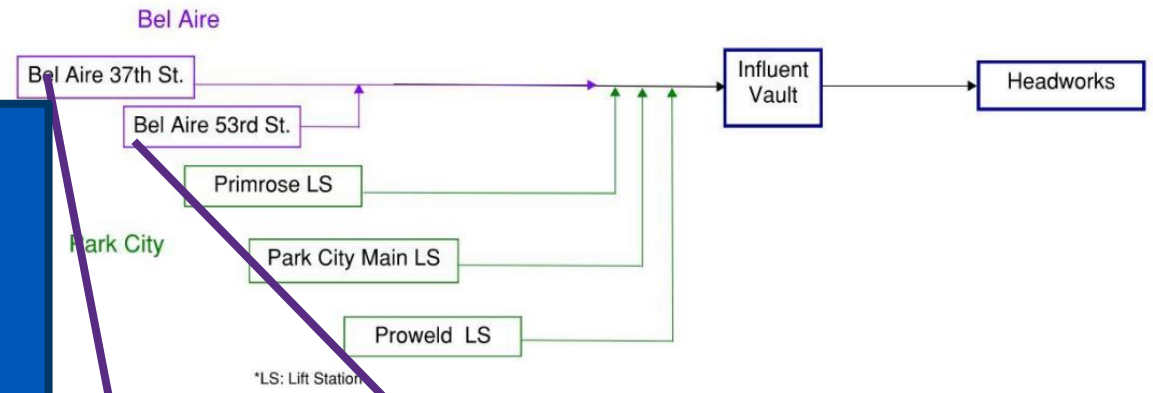 Bel Aire
Bel Aire 37th St.
Influent
Vault
Headworks
Bel Aire 53rd St.
Primrose LS
Park City
Park City Main LS
Proweld LS
*LS: Lift Station